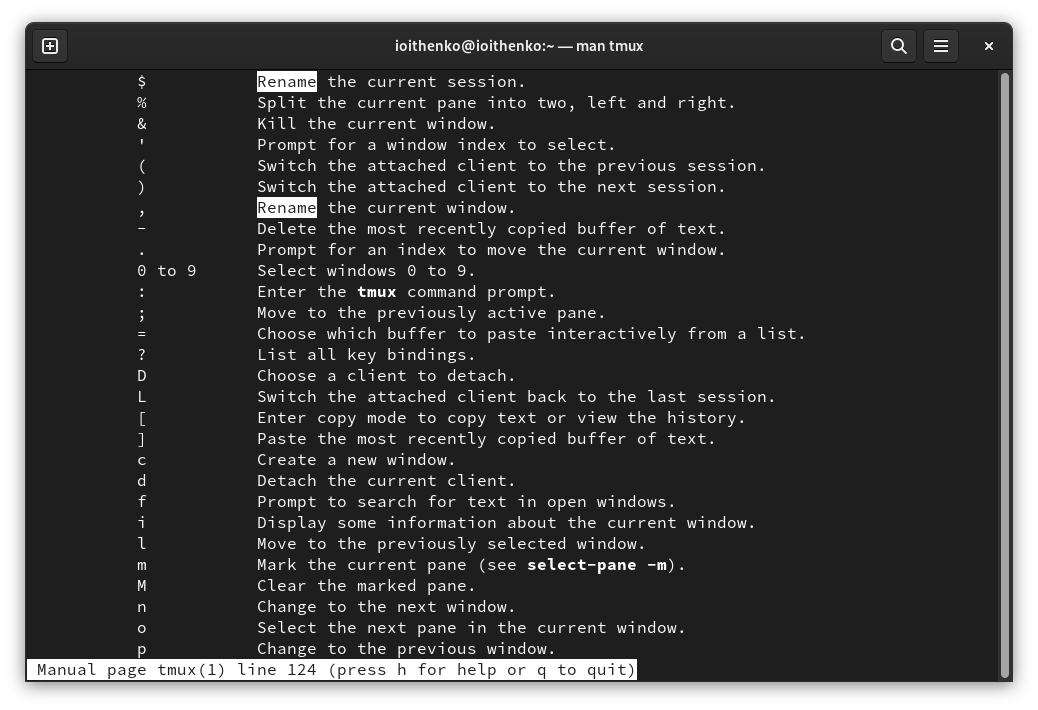 ioithenko@ioithenko:~ — man tmux
$ Rename the current session.
% Split the current pane into two, left and right.
& Kill the current window.
' Prompt for a window index to select.
( Switch the attached client to the previous session.
) Switch the attached client to the next session.
, Rename the current window.
- Delete the most recently copied buffer of text.
. Prompt for an index to move the current window.
0 to 9 Select windows 0 to 9.
: Enter the tmux command prompt.
; Move to the previously active pane.
= Choose which buffer to paste interactively from a list.
? List all key bindings.
D Choose a client to detach.
L Switch the attached client back to the last session.
[ Enter copy mode to copy text or view the history.
] Paste the most recently copied buffer of text.
c Create a new window.
d Detach the current client.
f Prompt to search for text in open windows.
i Display some information about the current window.
l Move to the previously selected window.
m Mark the current pane (see select-pane -m).
M Clear the marked pane.
n Change to the next window.
o Select the next pane in the current window.
p Change to the previous window.
Manual page tmux(1) line 124 (press h for help or q to quit)